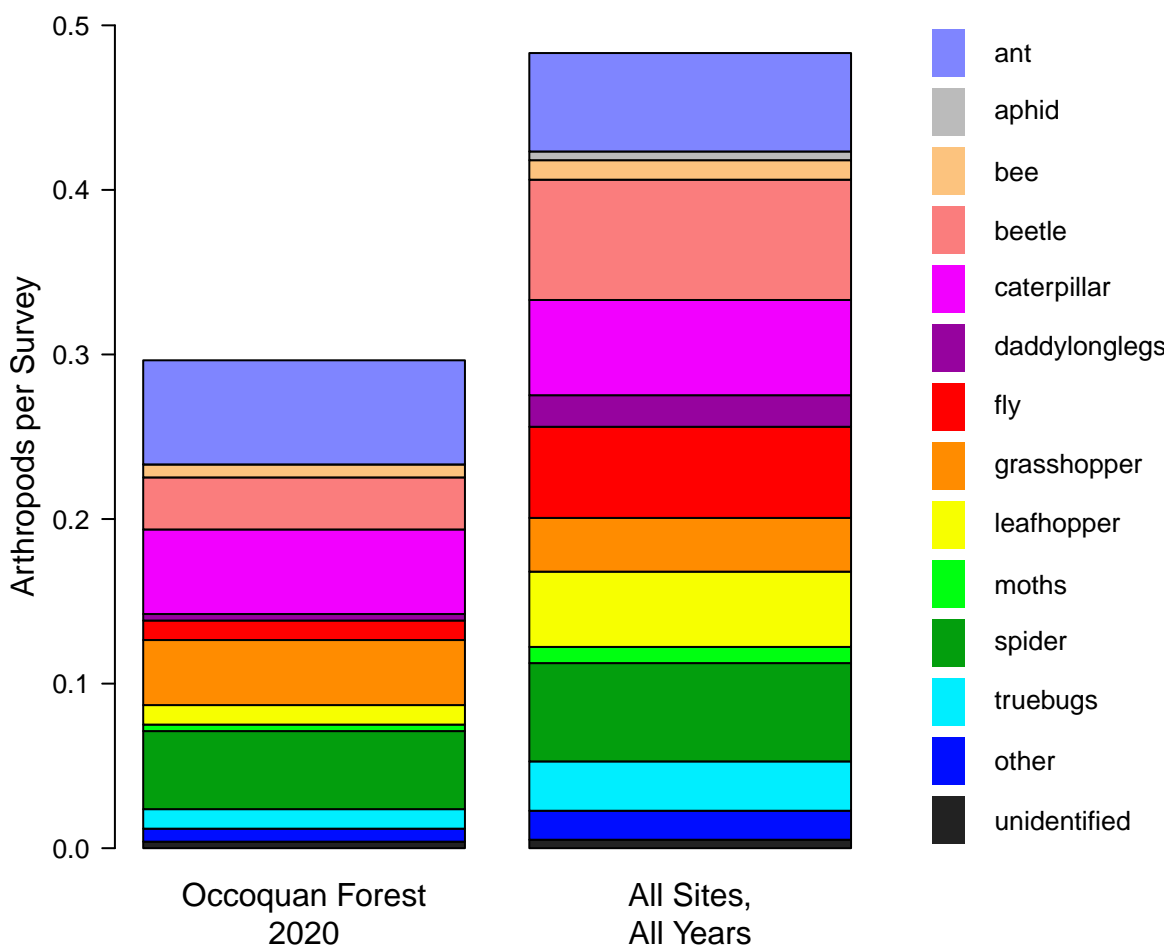 Arthropods per Survey
0.5
0.4
0.3
0.2
0.1
0.0
Occoquan Forest
2020
All Sites,
All Years
ant
aphid
bee
beetle
caterpillar
daddylonglegs
fly
grasshopper
leafhopper
moths
spider
truebugs
other
unidentified